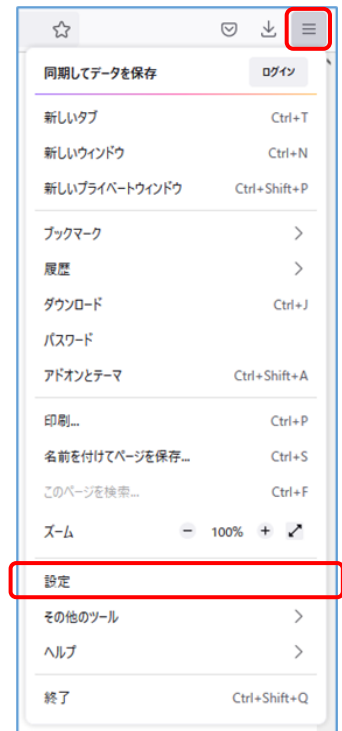 同期してデータを保存 ログイン
新しいタブ Ctrl+T
新しいウィンドウ Ctrl+N
新しいプライベートウィンドウ Ctrl+Shift+P
ブックマーク
履歴
ダウンロード Ctrl+J
パスワード
アドオンとテーマ Ctrl+Shift+A
印刷... Ctrl+P
名前を付けてページを保存... Ctrl+S
このページを検索... Ctrl+F
ズーム − 100% +
設定
その他のツール
ヘルプ
終了 Ctrl+Shift+Q